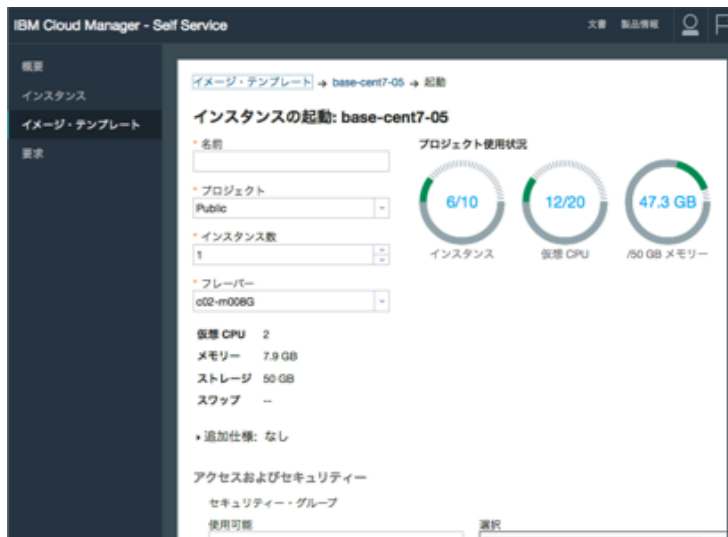 IBM Cloud Manager - Self Service
文書 製品情報
概要
インスタンス
イメージ・テンプレート
要求
イメージ・テンプレート → base-cent7-05 → 起動
インスタンスの起動: base-cent7-05
* 名前
プロジェクト使用状況
* プロジェクト
Public
6/10
12/20
47.3 GB
* インスタンス数
1
インスタンス
仮想 CPU
/50 GB メモリー
* フレーバー
c02-m008G
仮想 CPU 2
メモリー 7.9 GB
ストレージ 50 GB
スワップ --
追加仕様: なし
アクセスおよびセキュリティー
セキュリティー・グループ
使用可能
選択